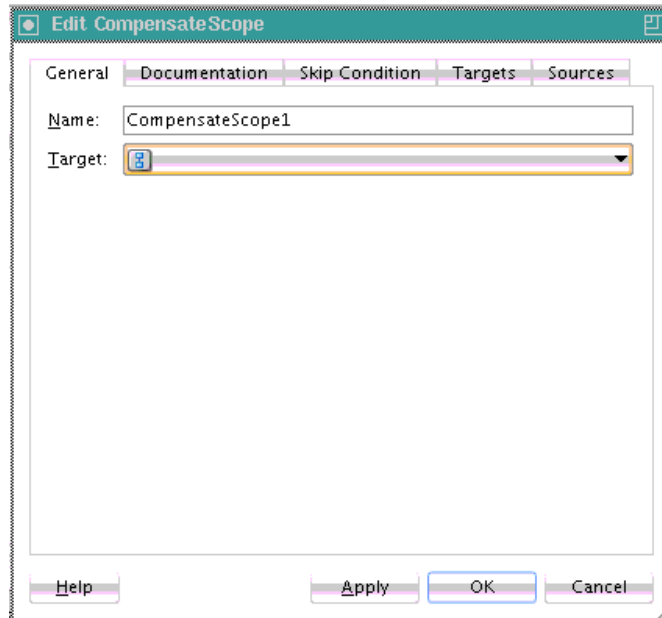 Edit CompensateScope
General Documentation Skip Condition Targets Sources
Name: CompensateScope1
Target:
Help Apply OK Cancel